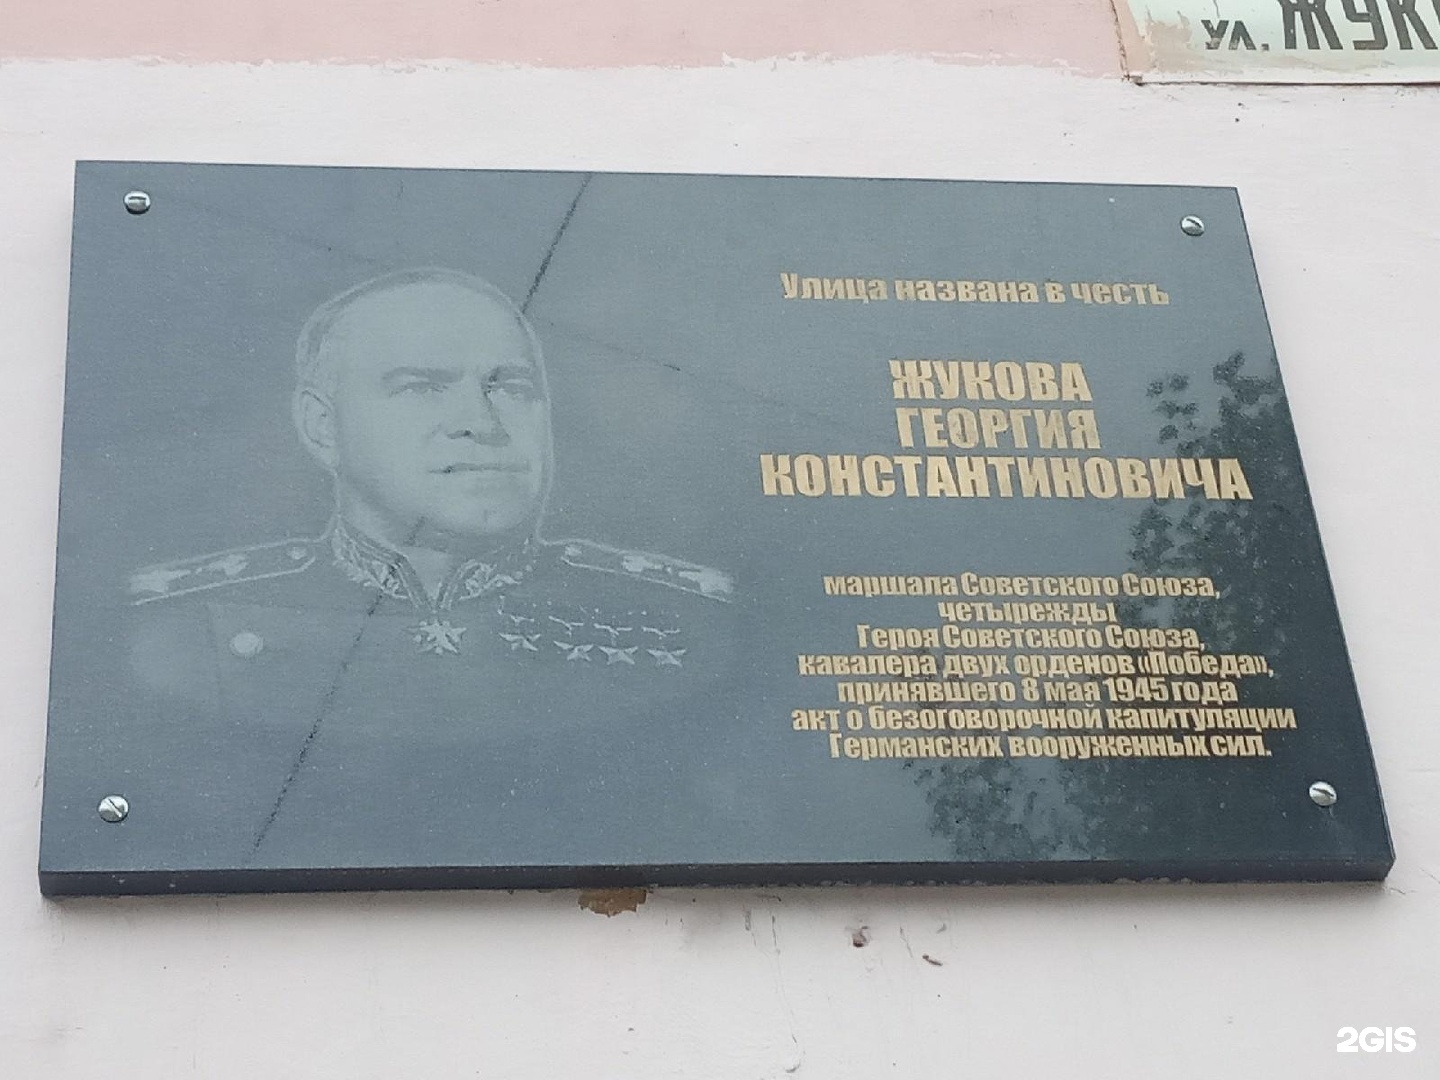 ул. Жук
Улица названа в честь
ЖУКОВА
ГЕОРГИЯ
КОНСТАНТИНОВИЧА
маршала Советского Союза,
четырежды
Героя Советского Союза,
кавалера двух орденов «Победа»,
принявшего 8 мая 1945 года
акт о безоговорочной капитуляции
Германских вооруженных сил.
2GIS